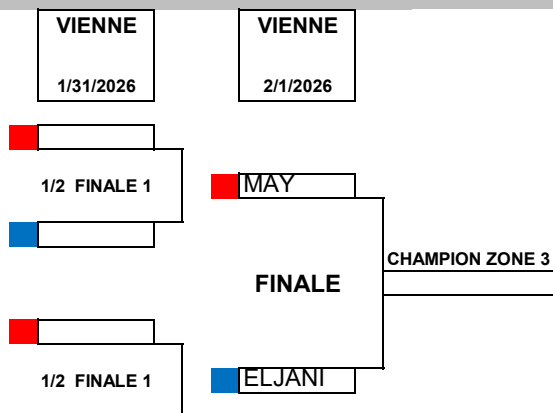 VIENNE
1/31/2026
VIENNE
2/1/2026
1/2 FINALE 1
MAY
CHAMPION ZONE 3
FINALE
1/2 FINALE 1
ELJANI